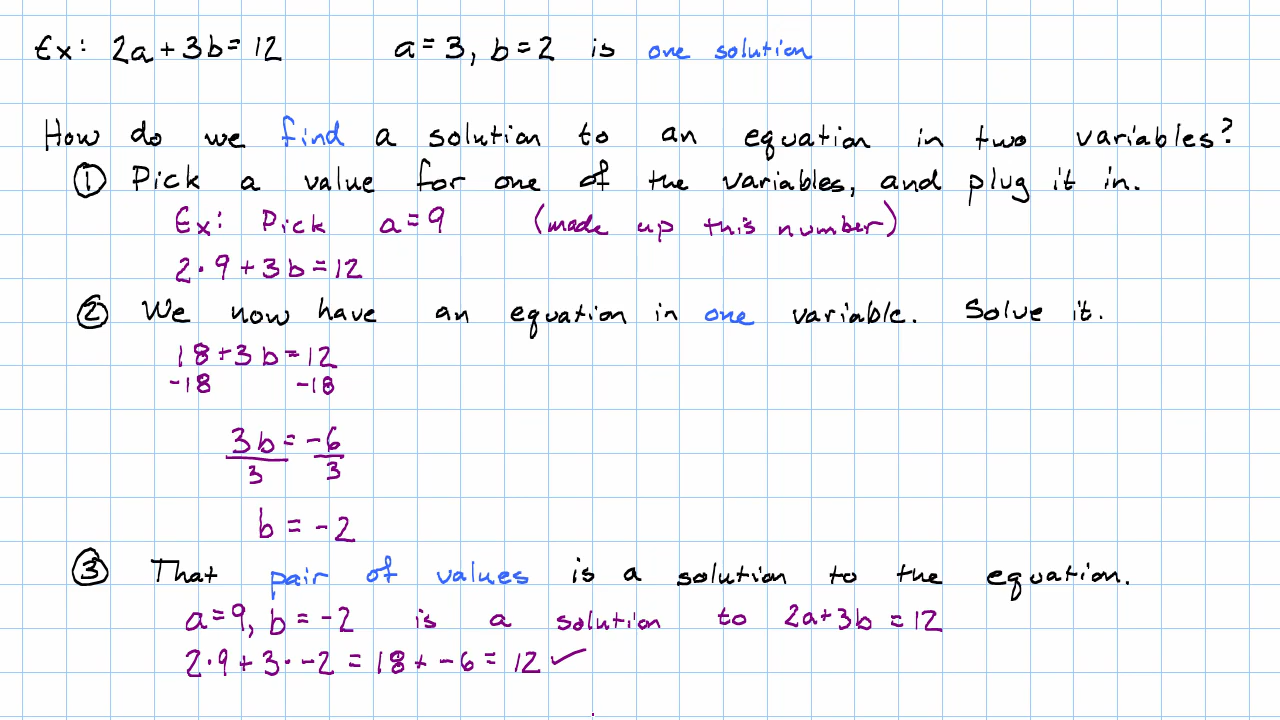 Ex: 2a+3b=12 a=3, b=2 is one solution
How do we find a solution to an equation in two variables?
① Pick a value for one of the variables, and plug it in.
Ex: Pick a=9 (made up this number)
2·9+3b=12
② We now have an equation in one variable. Solve it.
18+3b=12
-18 -18
3b=-6
3 3
b=-2
③ That pair of values is a solution to the equation.
a=9, b=-2 is a solution to 2a+3b=12
2·9+3·-2=18+-6=12 ✓